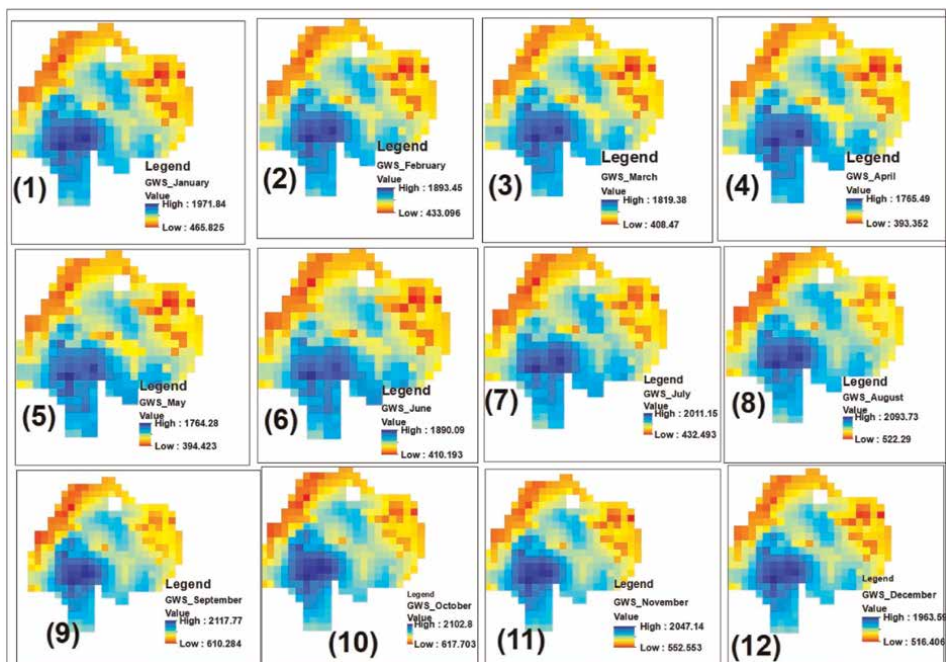 (1)
Legend
GWS_January
Value
High : 1971.84
Low : 465.825
(2)
Legend
GWS_February
Value
High : 1893.45
Low : 433.096
(3)
Legend
GWS_March
Value
High : 1819.38
Low : 408.47
(4)
Legend
GWS_April
Value
High : 1765.49
Low : 393.352
(5)
Legend
GWS_May
Value
High : 1764.28
Low : 394.423
(6)
Legend
GWS_June
Value
High : 1890.09
Low : 410.193
(7)
Legend
GWS_July
Value
High : 2011.15
Low : 432.493
(8)
Legend
GWS_August
Value
High : 2093.73
Low : 522.29
(9)
Legend
GWS_September
Value
High : 2117.77
Low : 610.284
(10)
Legend
GWS_October
Value
High : 2102.8
Low : 617.703
(11)
Legend
GWS_November
Value
High : 2047.14
Low : 552.553
(12)
Legend
GWS_December
Value
High : 1963.59
Low : 516.406